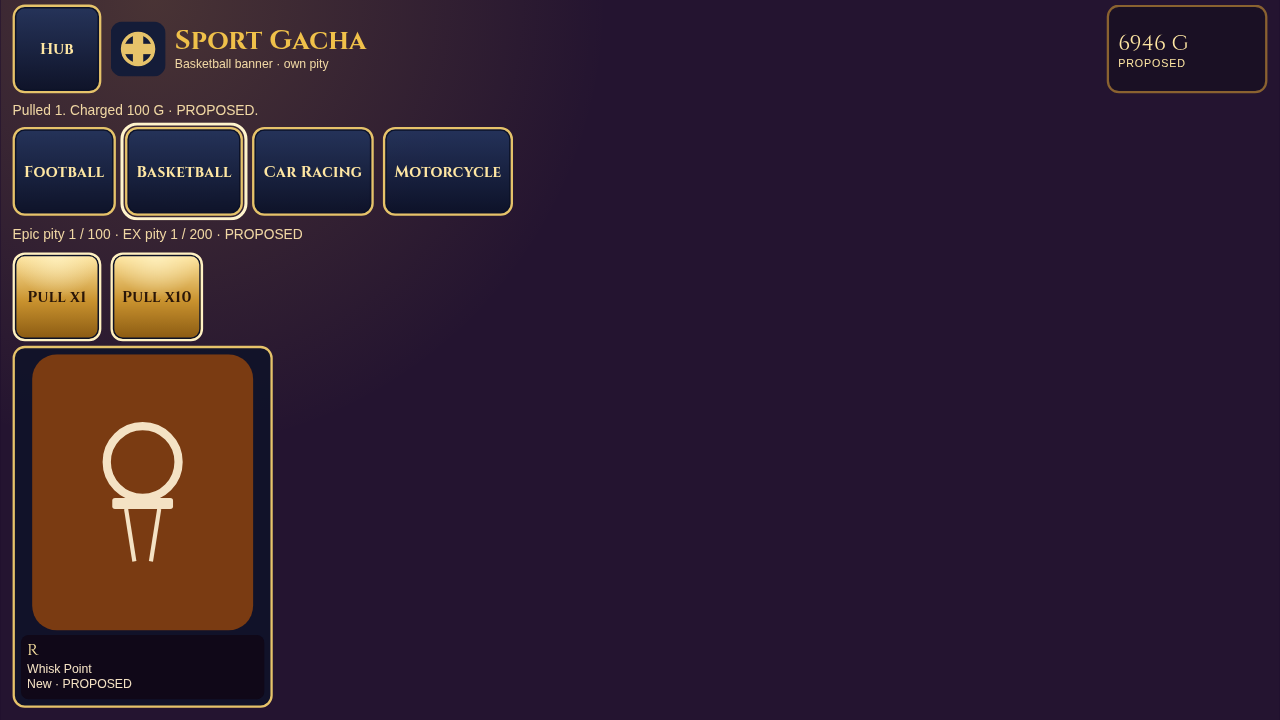 Hub
Sport Gacha
Basketball banner · own pity
6946 G
PROPOSED
Pulled 1. Charged 100 G · PROPOSED.
Football
Basketball
Car Racing
Motorcycle
Epic pity 1 / 100 · EX pity 1 / 200 · PROPOSED
Pull x1
Pull x10
R
Whisk Point
New · PROPOSED